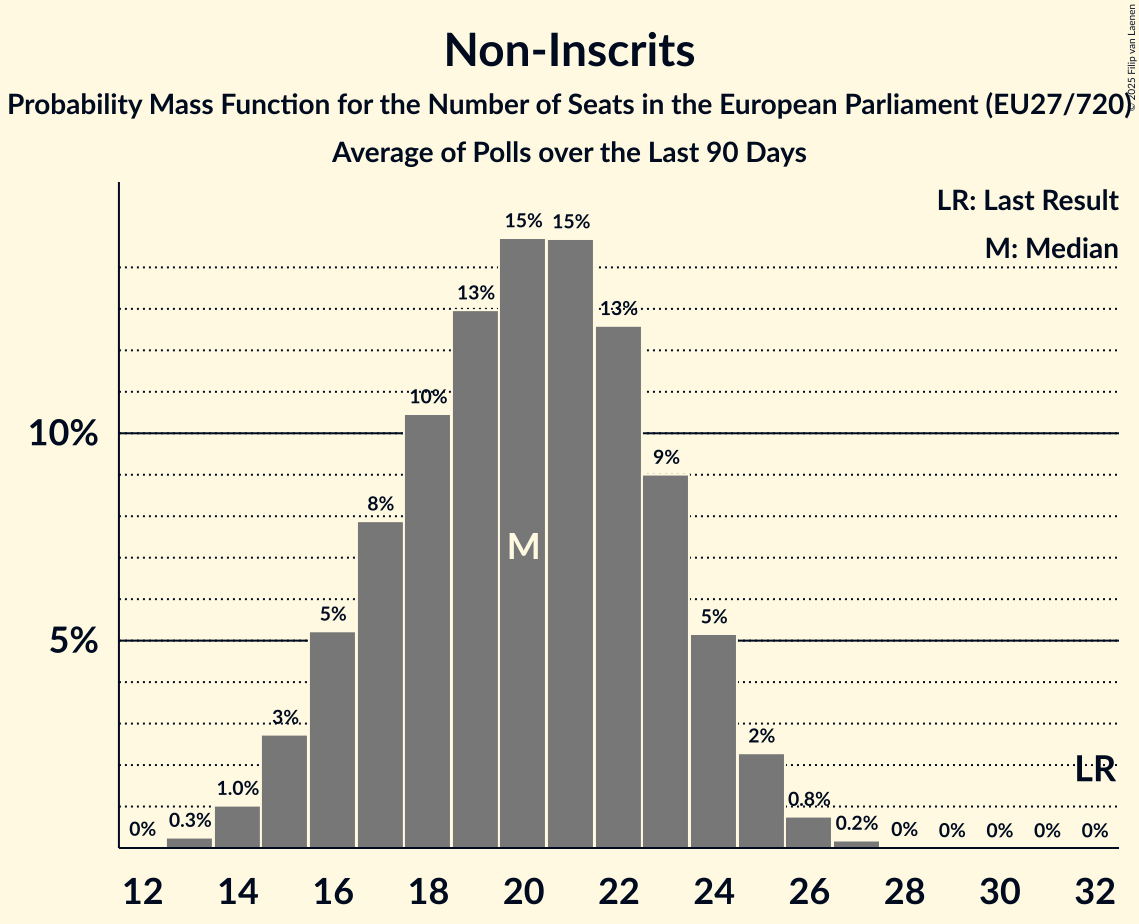 Non-Inscrits
© 2025 Filip van Laenen
Probability Mass Function for the Number of Seats in the European Parliament (EU27/720)
Average of Polls over the Last 90 Days
LR: Last Result
M: Median
15% 15%
13% 13%
10%
10%
9%
8%
M
5% 5%
5%
3% 2%
LR
1.0% 0.8%
0% 0.3% 0.2% 0% 0% 0% 0% 0%
12 14 16 18 20 22 24 26 28 30 32